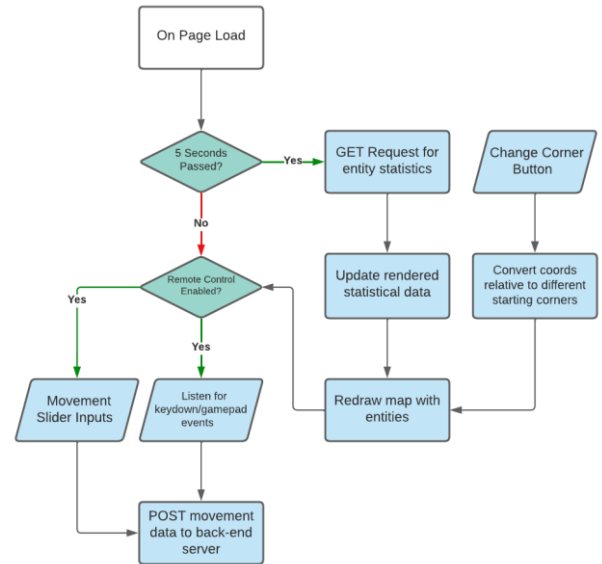 On Page Load
5 Seconds
Passed?
Yes
GET Request for
entity statistics
Change Corner
Button
No
Remote Control
Enabled?
Update rendered
statistical data
Convert coords
relative to different
starting corners
Yes
Yes
Movement
Slider Inputs
Listen for
keydown/gamepad
events
Redraw map with
entities
POST movement
data to back-end
server